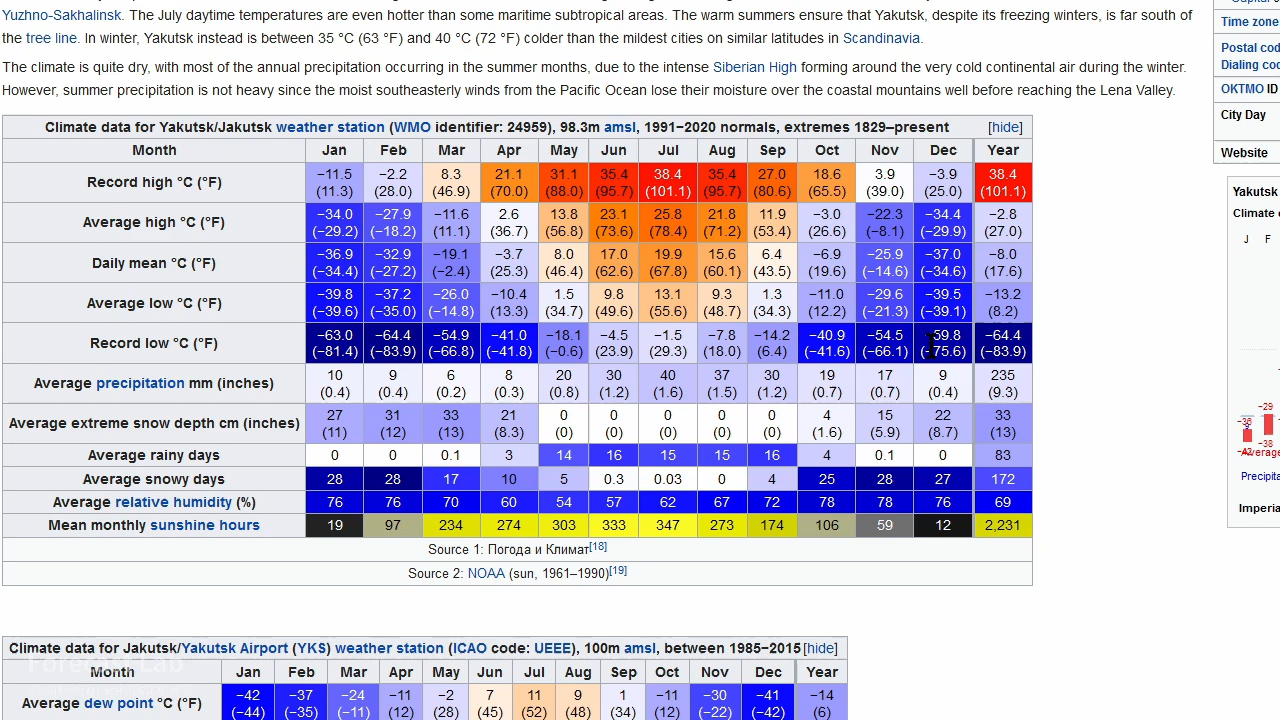 Yuzhno-Sakhalinsk. The July daytime temperatures are even hotter than some maritime subtropical areas. The warm summers ensure that Yakutsk, despite its freezing winters, is far south of
the tree line. In winter, Yakutsk instead is between 35 °C (63 °F) and 40 °C (72 °F) colder than the mildest cities on similar latitudes in Scandinavia.
The climate is quite dry, with most of the annual precipitation occurring in the summer months, due to the intense Siberian High forming around the very cold continental air during the winter.
However, summer precipitation is not heavy since the moist southeasterly winds from the Pacific Ocean lose their moisture over the coastal mountains well before reaching the Lena Valley.
Climate data for Yakutsk/Jakutsk weather station (WMO identifier: 24959), 98.3m amsl, 1991−2020 normals, extremes 1829–present [hide]
Month Jan Feb Mar Apr May Jun Jul Aug Sep Oct Nov Dec Year
Record high °C (°F) −11.5 −2.2 8.3 21.1 31.1 35.4 38.4 35.4 27.0 18.6 3.9 −3.9 38.4
(11.3) (28.0) (46.9) (70.0) (88.0) (95.7) (101.1) (95.7) (80.6) (65.5) (39.0) (25.0) (101.1)
Average high °C (°F) −34.0 −27.9 −11.6 2.6 13.8 23.1 25.8 21.8 11.9 −3.0 −22.3 −34.4 −2.8
(−29.2) (−18.2) (11.1) (36.7) (56.8) (73.6) (78.4) (71.2) (53.4) (26.6) (−8.1) (−29.9) (27.0)
Daily mean °C (°F) −36.9 −32.9 −19.1 −3.7 8.0 17.0 19.9 15.6 6.4 −6.9 −25.9 −37.0 −8.0
(−34.4) (−27.2) (−2.4) (25.3) (46.4) (62.6) (67.8) (60.1) (43.5) (19.6) (−14.6) (−34.6) (17.6)
Average low °C (°F) −39.8 −37.2 −26.0 −10.4 1.5 9.8 13.1 9.3 1.3 −11.0 −29.6 −39.5 −13.2
(−39.6) (−35.0) (−14.8) (13.3) (34.7) (49.6) (55.6) (48.7) (34.3) (12.2) (−21.3) (−39.1) (8.2)
Record low °C (°F) −63.0 −64.4 −54.9 −41.0 −18.1 −4.5 −1.5 −7.8 −14.2 −40.9 −54.5 −59.8 −64.4
(−81.4) (−83.9) (−66.8) (−41.8) (−0.6) (23.9) (29.3) (18.0) (6.4) (−41.6) (−66.1) (−75.6) (−83.9)
Average precipitation mm (inches) 10 9 6 8 20 30 40 37 30 19 17 9 235
(0.4) (0.4) (0.2) (0.3) (0.8) (1.2) (1.6) (1.5) (1.2) (0.7) (0.7) (0.4) (9.3)
Average extreme snow depth cm (inches) 27 31 33 21 0 0 0 0 0 4 15 22 33
(11) (12) (13) (8.3) (0) (0) (0) (0) (0) (1.6) (5.9) (8.7) (13)
Average rainy days 0 0 0.1 3 14 16 15 15 16 4 0.1 0 83
Average snowy days 28 28 17 10 5 0.3 0.03 0 4 25 28 27 172
Average relative humidity (%) 76 76 70 60 54 57 62 67 72 78 78 76 69
Mean monthly sunshine hours 19 97 234 274 303 333 347 273 174 106 59 12 2,231
Source 1: Погода и Климат[18]
Source 2: NOAA (sun, 1961–1990)[19]
Climate data for Jakutsk/Yakutsk Airport (YKS) weather station (ICAO code: UEEE), 100m amsl, between 1985−2015 [hide]
Month Jan Feb Mar Apr May Jun Jul Aug Sep Oct Nov Dec Year
Average dew point °C (°F) −42 −37 −24 −11 −2 7 11 9 1 −11 −30 −41 −14
(−44) (−35) (−11) (12) (28) (45) (52) (48) (34) (12) (−22) (−42) (6)
Time zone
Postal cod
Dialing cod
OKTMO ID
City Day
Website
Yakutsk
Climate c
J F
−29
−38
Average
Precipita
Imperia